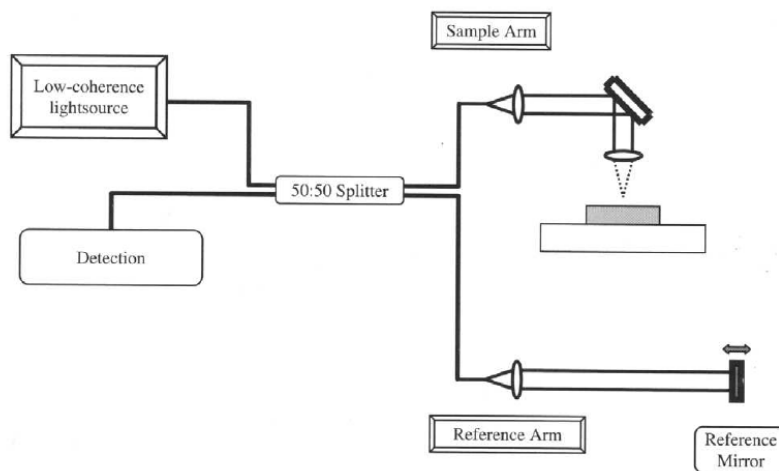 Sample Arm
Low-coherence
lightsource
50:50 Splitter
Detection
Reference Arm
Reference
Mirror